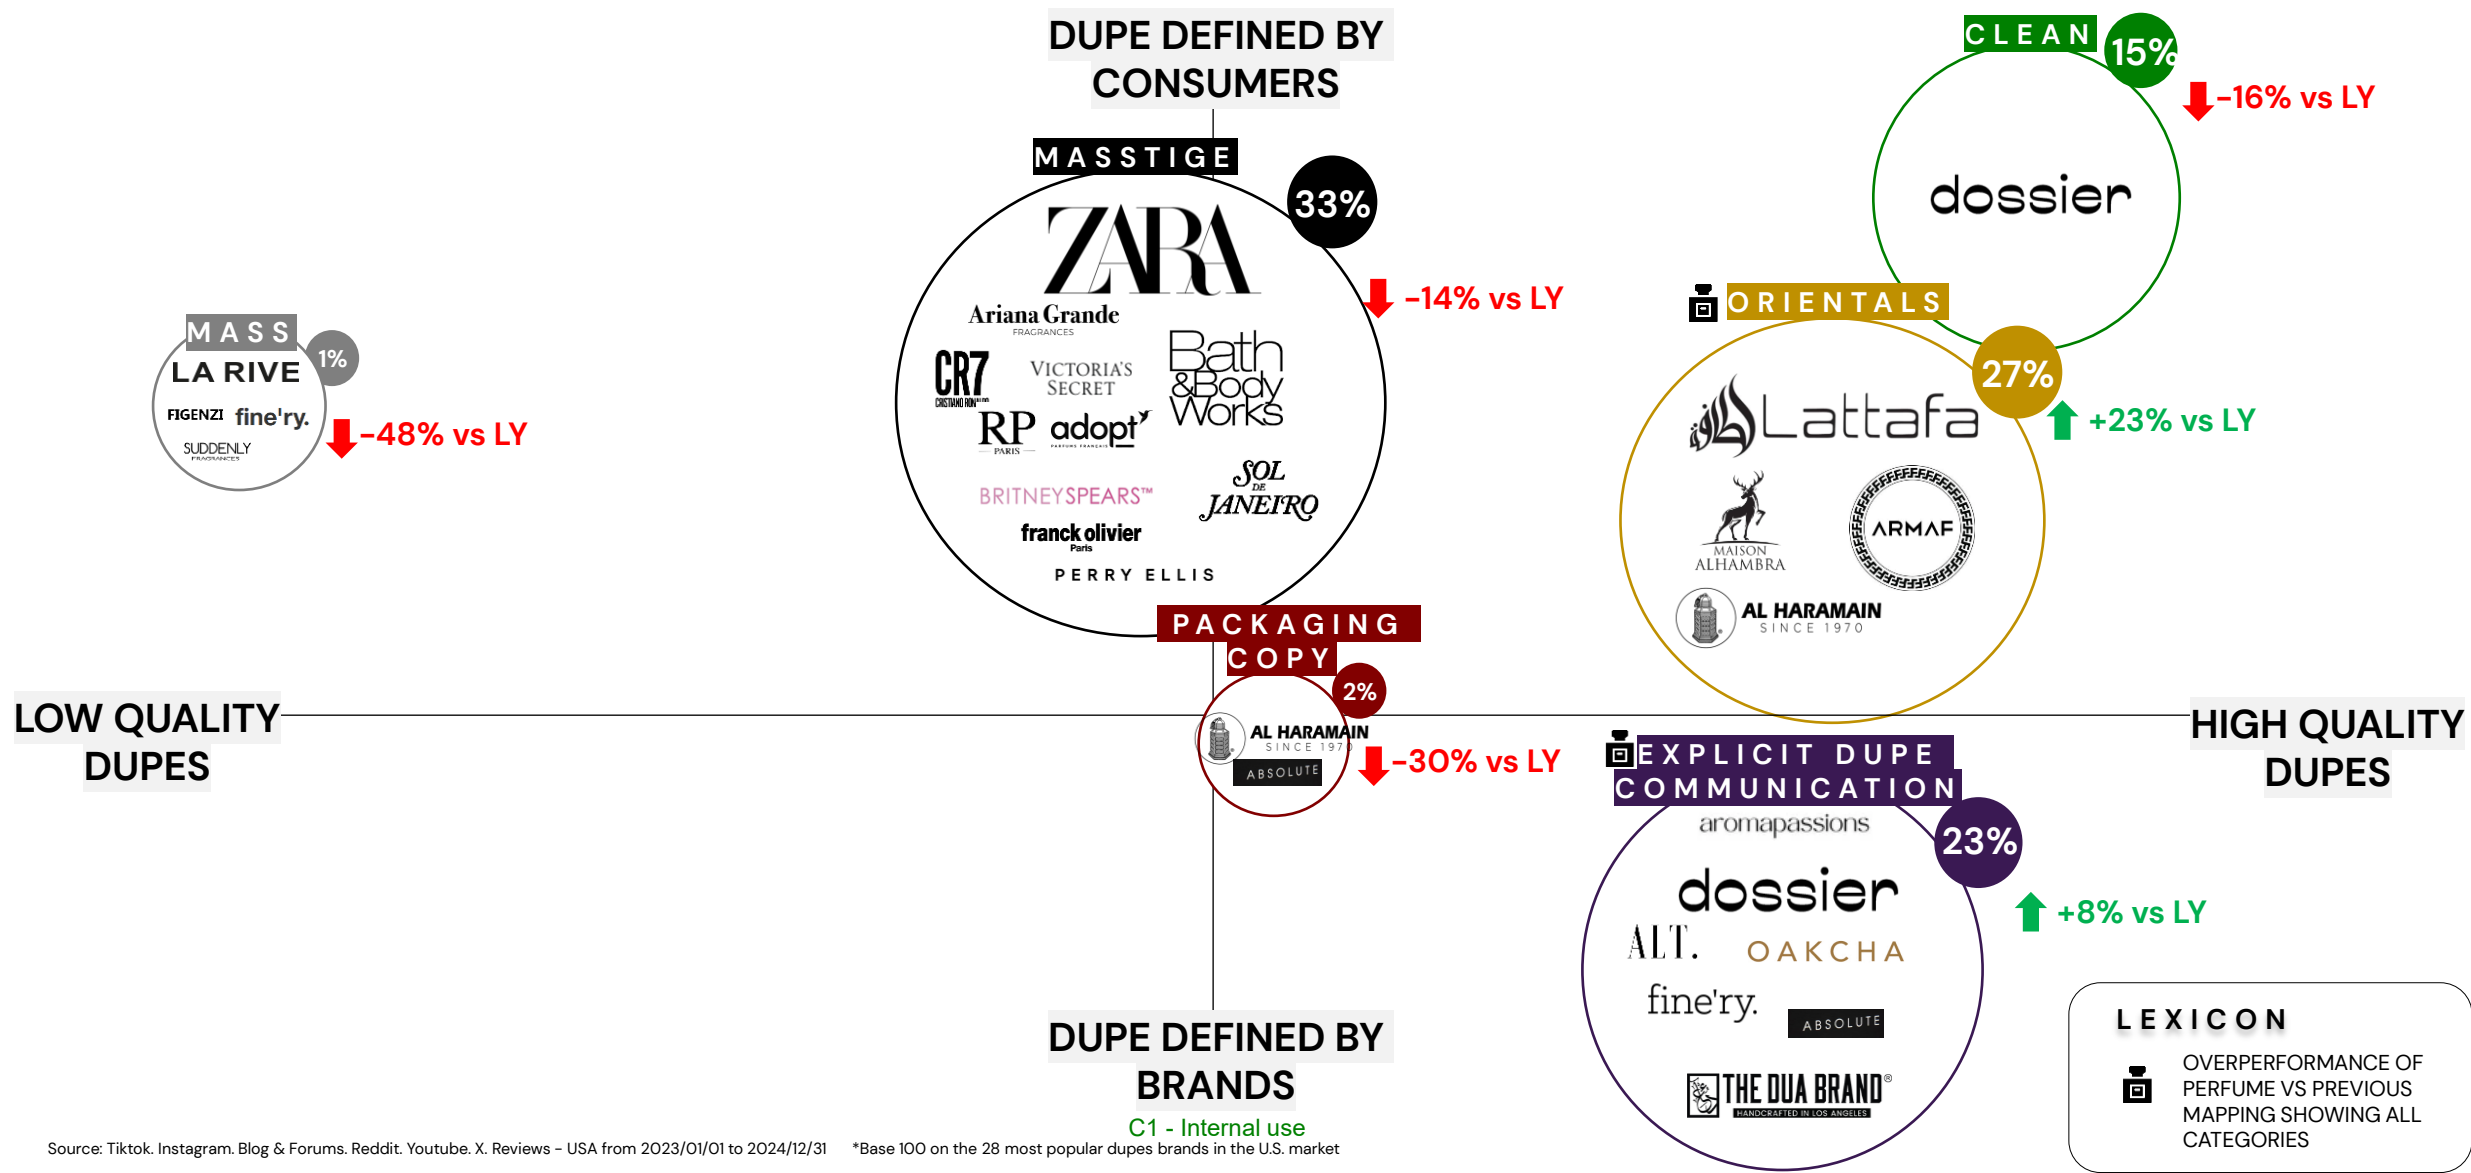 DUPE DEFINED BY
CONSUMERS
CLEAN
15%
-16% vs LY
dossier
MASSTIGE
33%
-14% vs LY
ZARA
Ariana Grande
FRAGRANCES
CR7
CRISTIANO RONALDO
VICTORIA'S
SECRET
Bath
&Body
Works
RP
PARIS
adopt'
PARFUMS FRANÇAIS
BRITNEY SPEARS™
SOL
DE
JANEIRO
franck olivier
Paris
PERRY ELLIS
MASS
1%
LA RIVE
FIGENZI
fine'ry.
SUDDENLY
FRAGRANCES
-48% vs LY
ORIENTALS
27%
+23% vs LY
Lattafa
MAISON
ALHAMBRA
ARMAF
AL HARAMAIN
SINCE 1970
PACKAGING
COPY
2%
AL HARAMAIN
SINCE 1970
ABSOLUTE
-30% vs LY
LOW QUALITY
DUPES
HIGH QUALITY
DUPES
EXPLICIT DUPE
COMMUNICATION
23%
+8% vs LY
aromapassions
dossier
ALT.
OAKCHA
fine'ry.
ABSOLUTE
THE DUA BRAND®
HANDCRAFTED IN LOS ANGELES
DUPE DEFINED BY
BRANDS
C1 - Internal use
LEXICON
OVERPERFORMANCE OF
PERFUME VS PREVIOUS
MAPPING SHOWING ALL
CATEGORIES
Source: Tiktok. Instagram. Blog & Forums. Reddit. Youtube. X. Reviews - USA from 2023/01/01 to 2024/12/31 *Base 100 on the 28 most popular dupes brands in the U.S. market